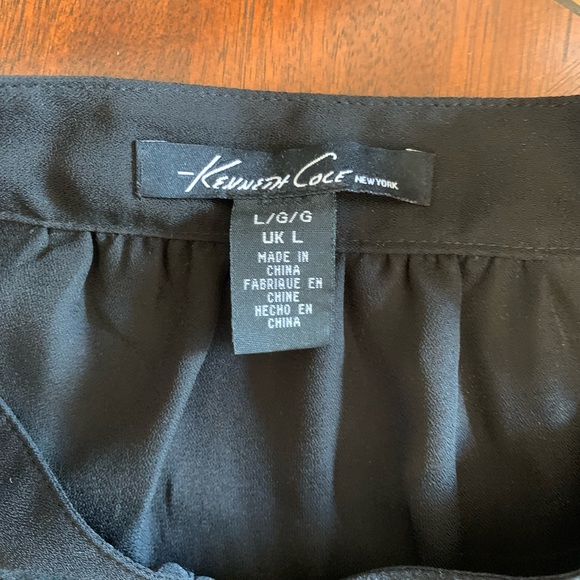 Kenneth Cole NEW YORK
L/G/G
UK L
MADE IN
CHINA
FABRIQUE EN
CHINE
HECHO EN
CHINA